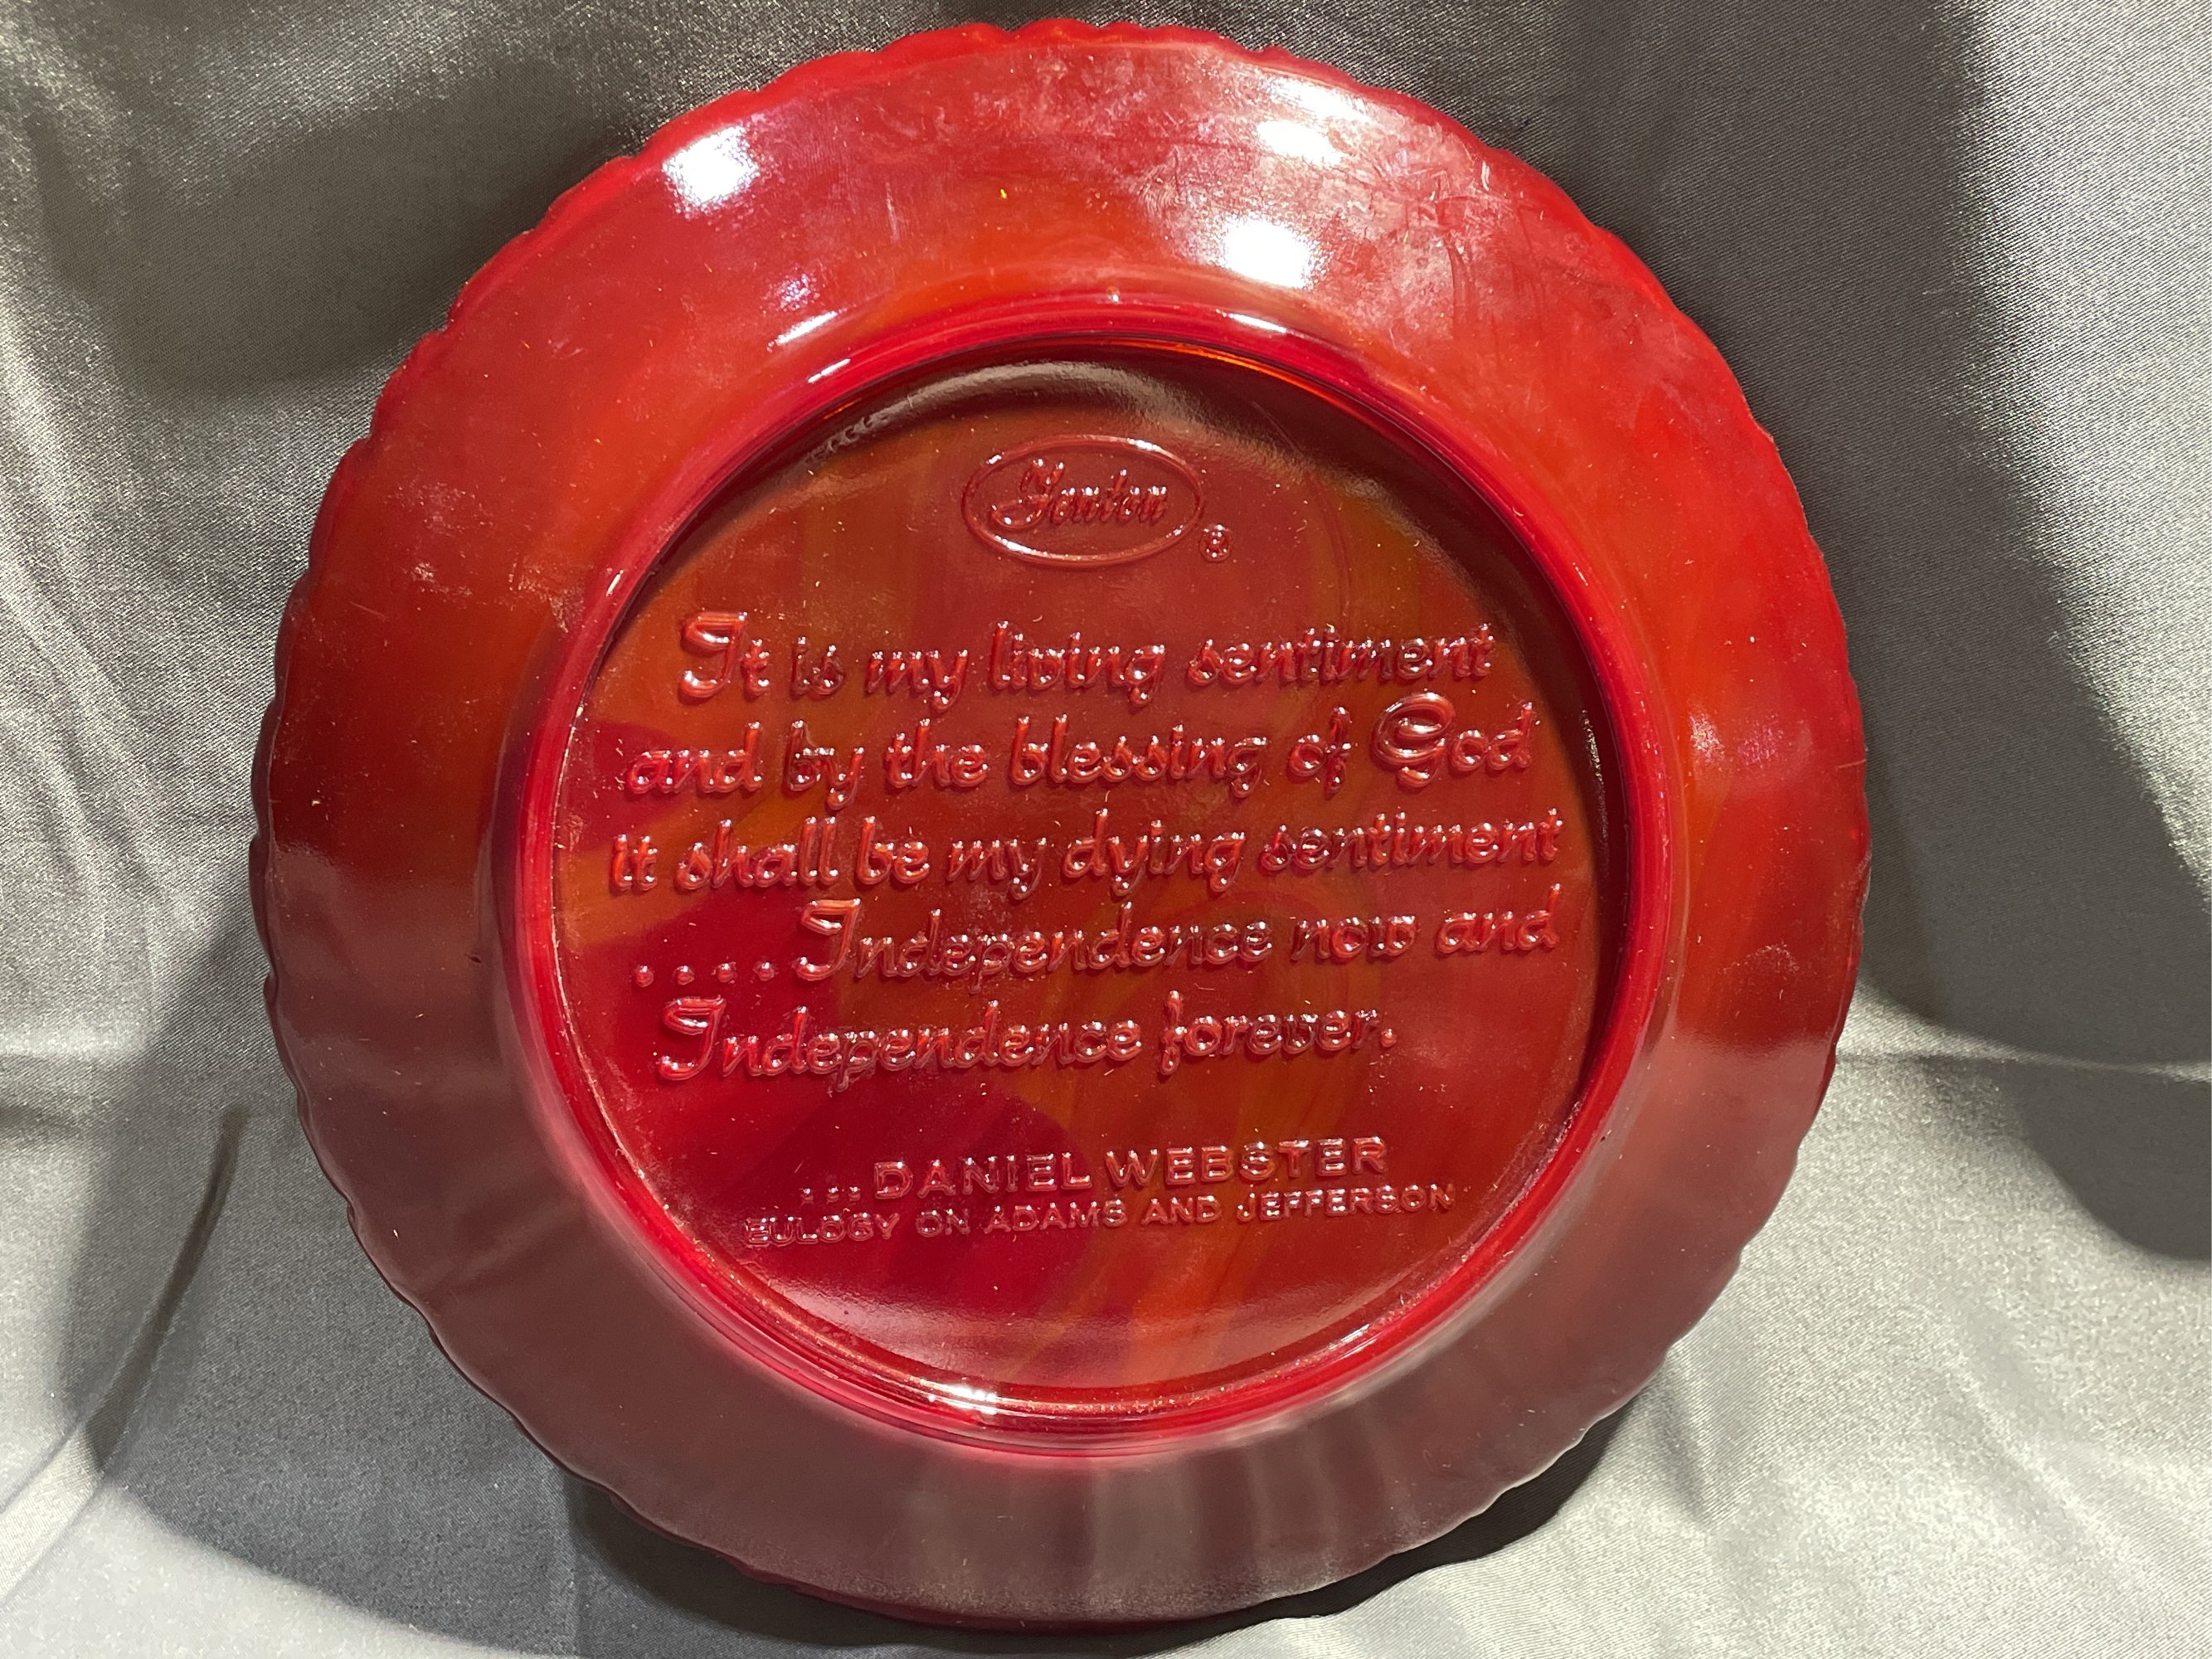 Fenton ®
It is my living sentiment
and by the blessing of God
it shall be my dying sentiment
....Independence now and
Independence forever.
...DANIEL WEBSTER
EULOGY ON ADAMS AND JEFFERSON